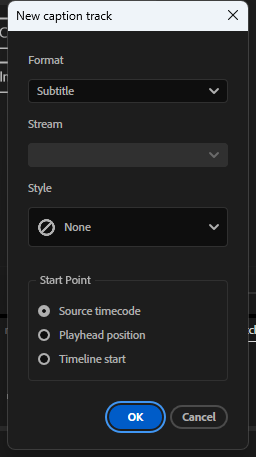 New caption track
Format
Subtitle
Stream
Style
None
Start Point
Source timecode
Playhead position
Timeline start
OK
Cancel